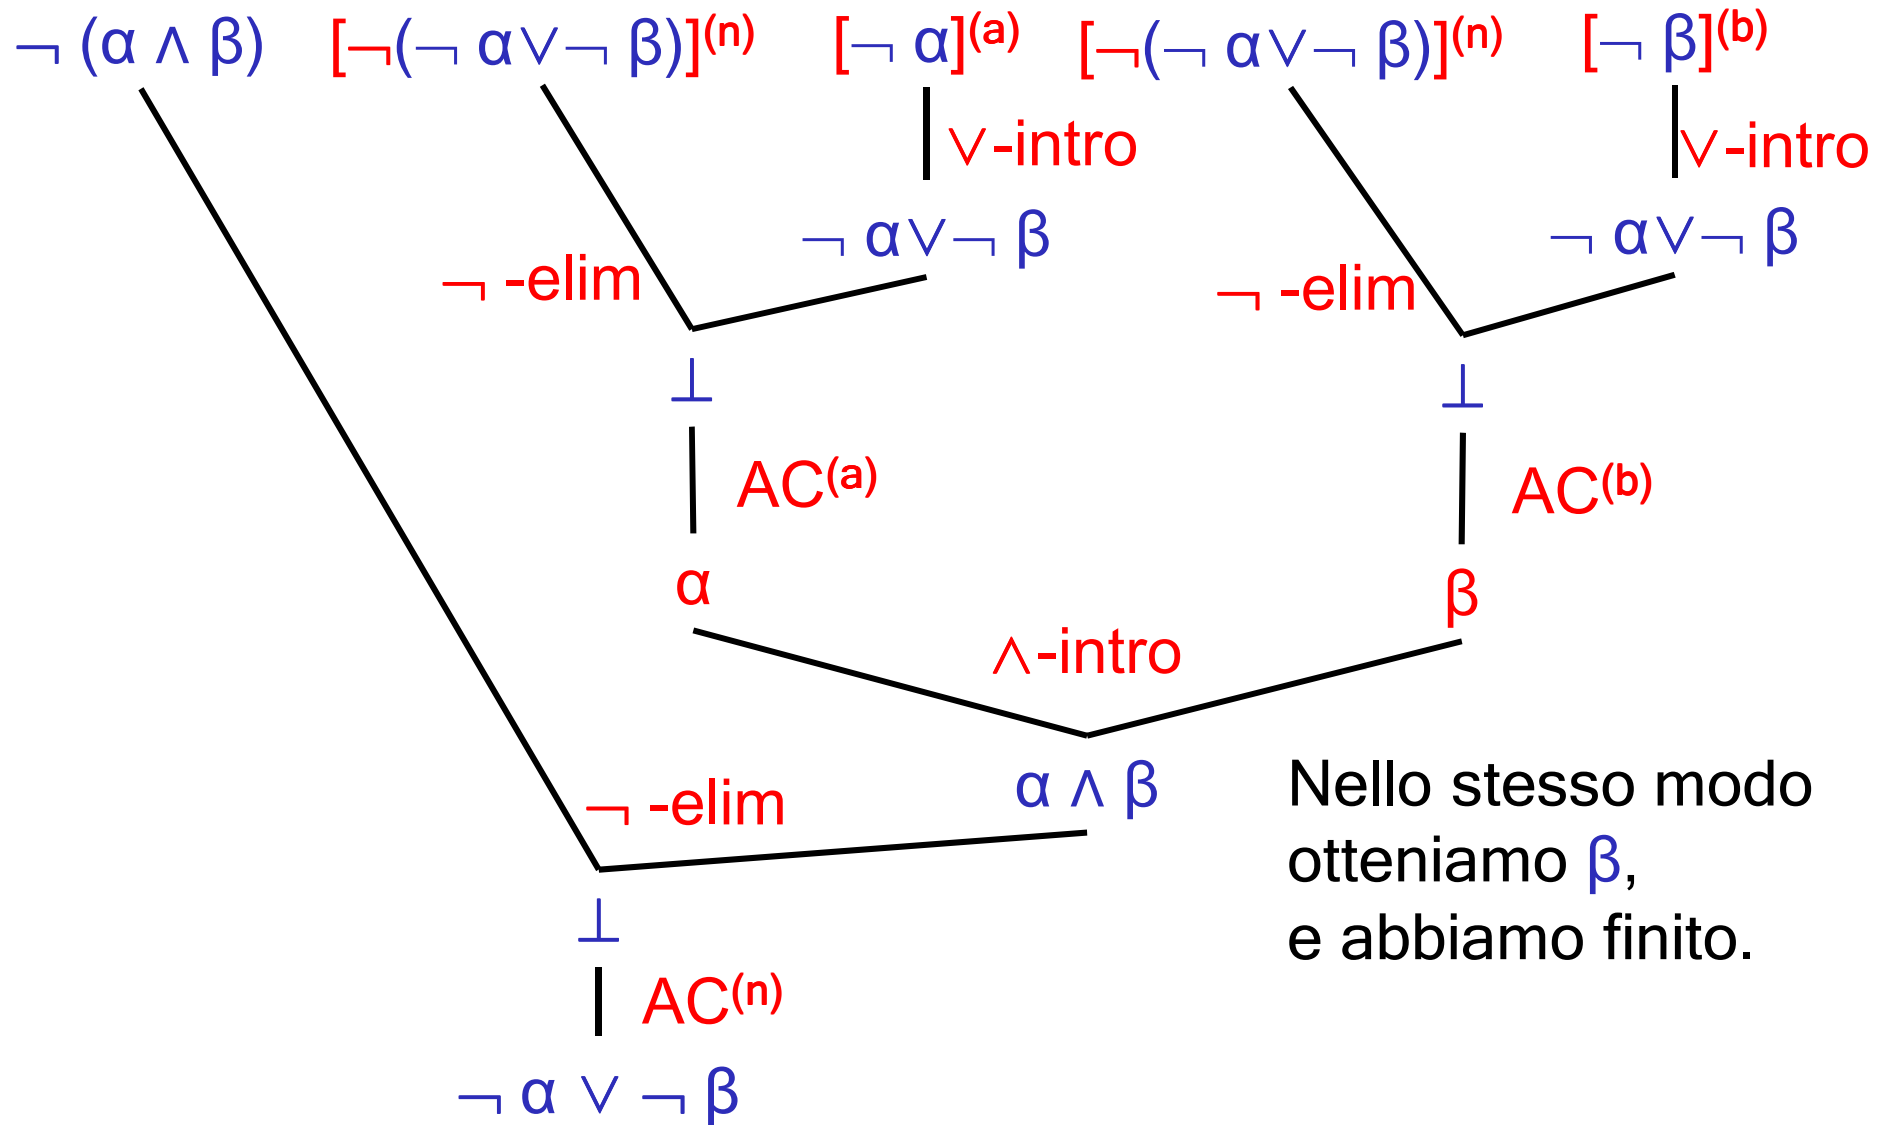 ¬ (α ∧ β) [¬(¬ α∨¬ β)]⁽ⁿ⁾ [¬ α]⁽ᵃ⁾ [¬(¬ α∨¬ β)]⁽ⁿ⁾ [¬ β]⁽ᵇ⁾
∨-intro ∨-intro
¬ α∨¬ β ¬ α∨¬ β
¬ -elim ¬ -elim
⊥ ⊥
AC⁽ᵃ⁾ AC⁽ᵇ⁾
α β
∧-intro
¬ -elim α ∧ β
Nello stesso modo
otteniamo β,
e abbiamo finito.
⊥
AC⁽ⁿ⁾
¬ α ∨ ¬ β